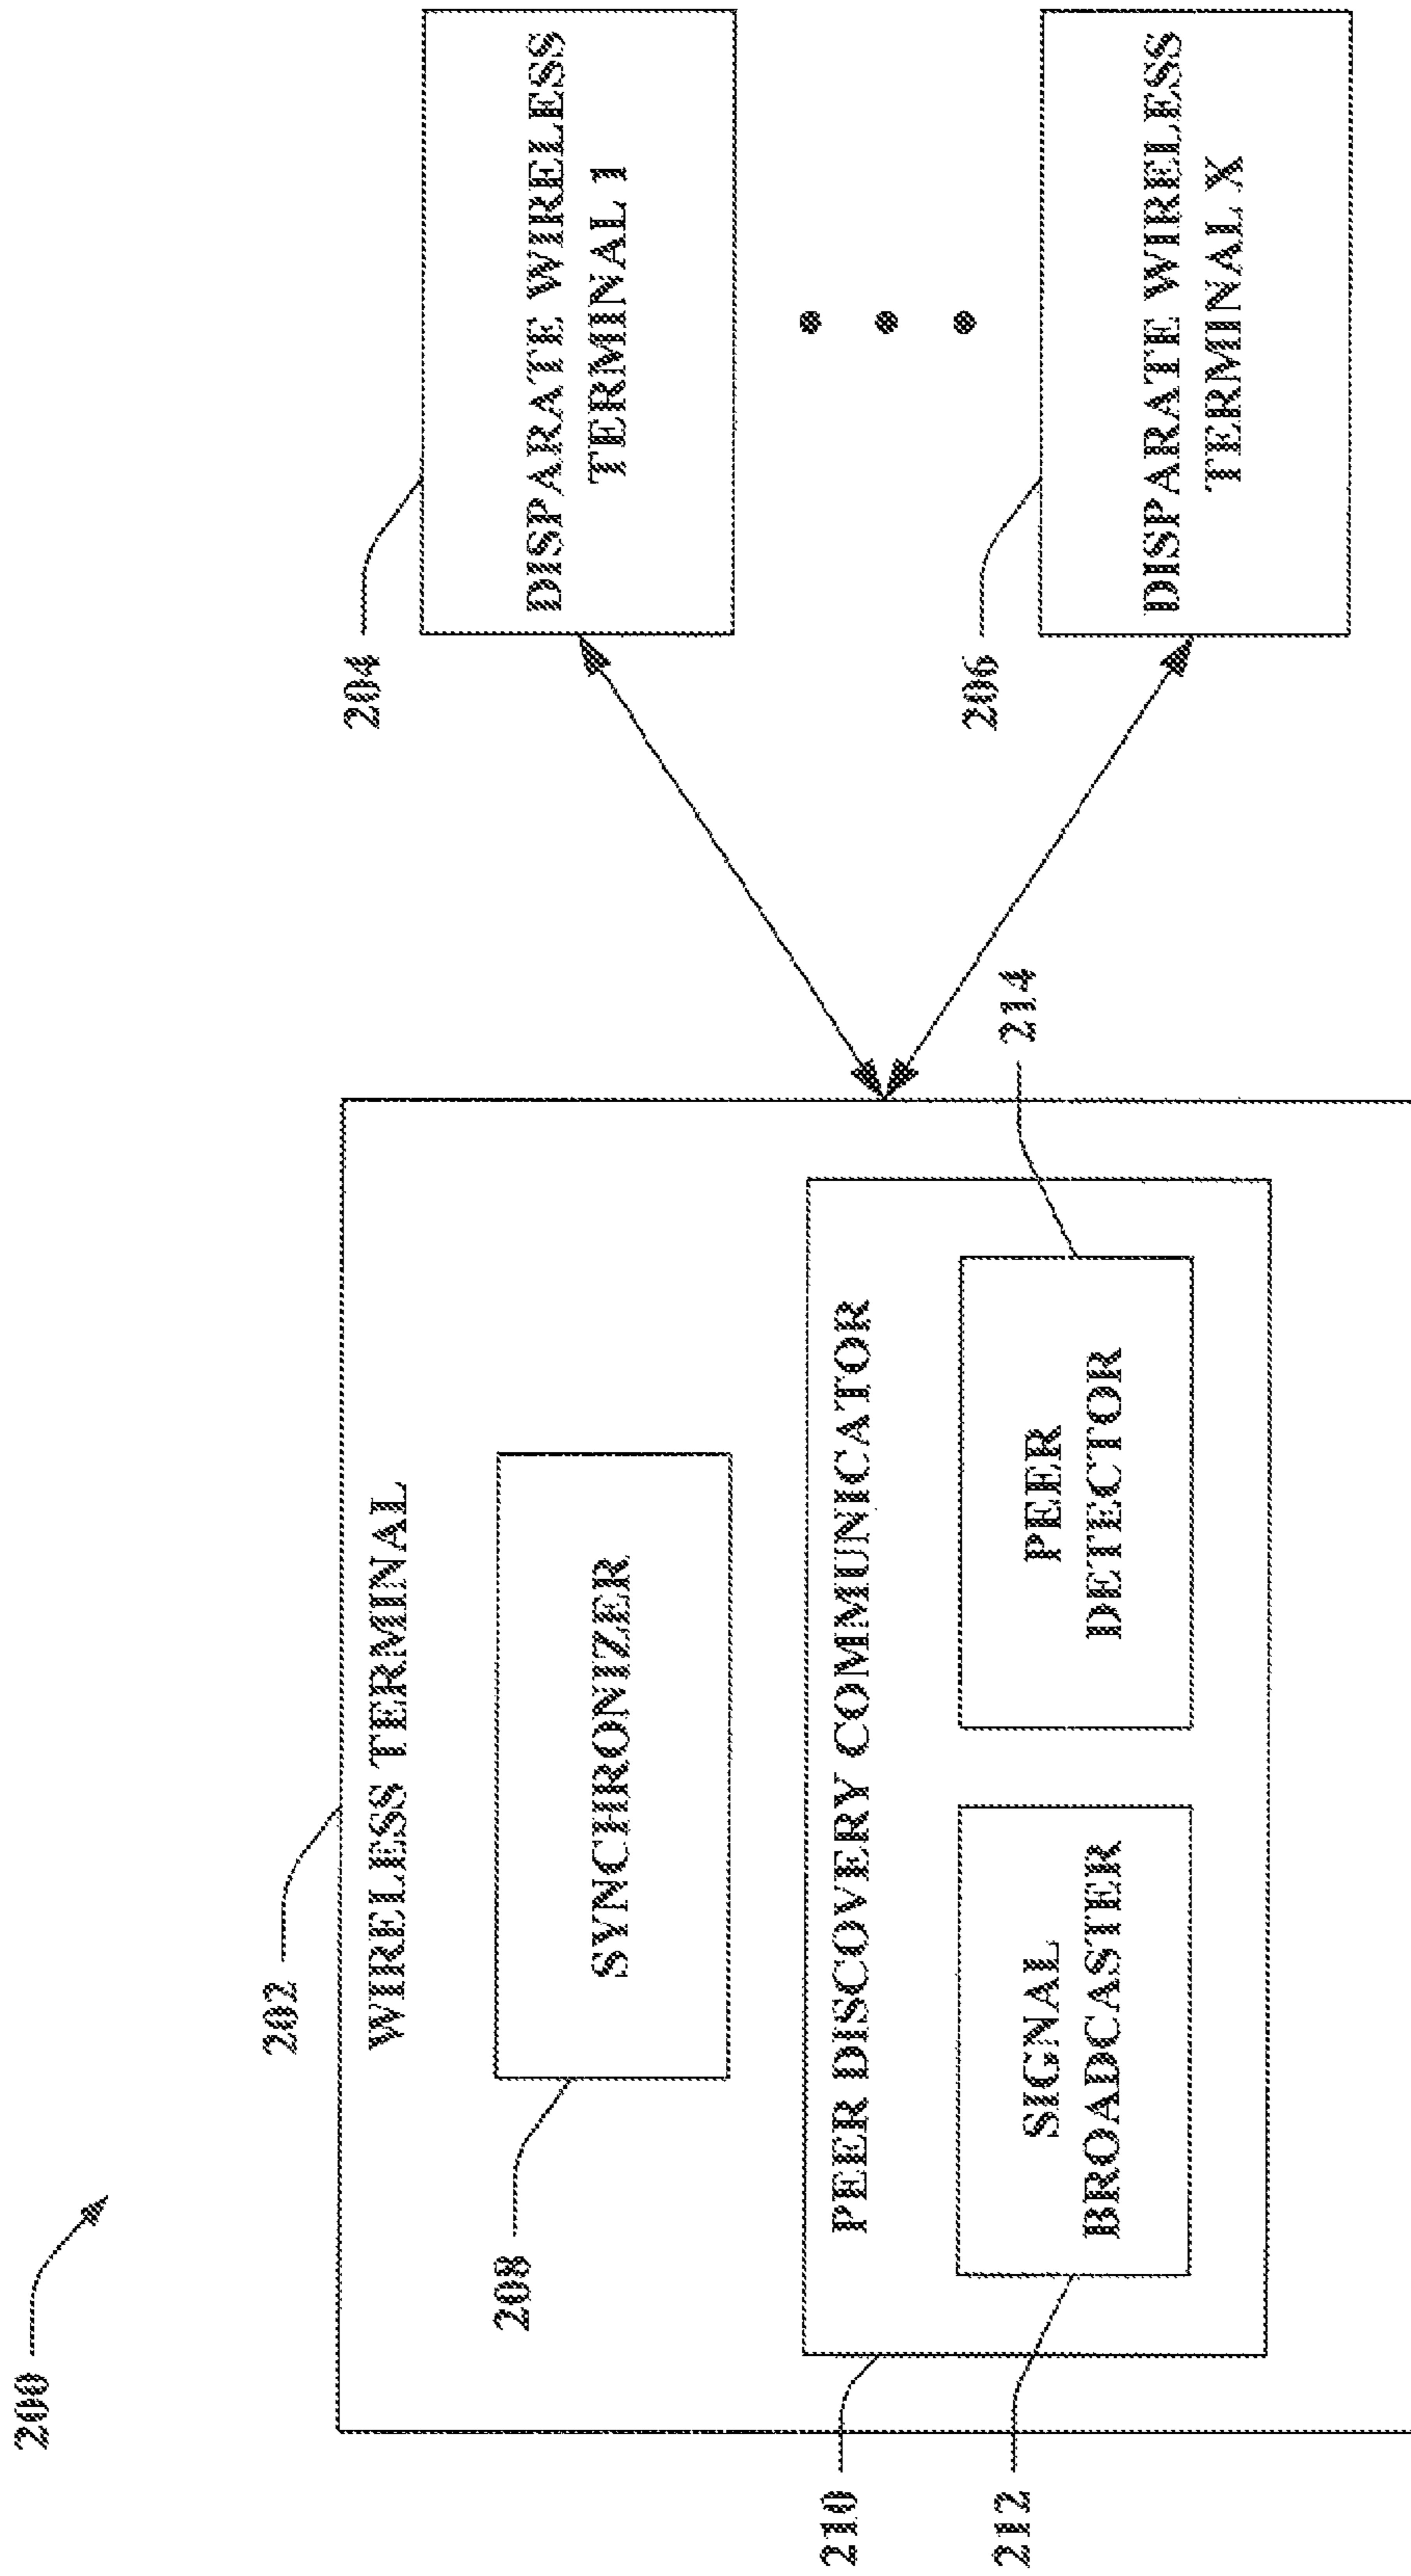 200
202
WIRELESS TERMINAL
208
SYNCHRONIZER
210
PEER DISCOVERY COMMUNICATOR
212
SIGNAL
BROADCASTER
214
PEER
DETECTOR
204
DISPARATE WIRELESS
TERMINAL 1
206
DISPARATE WIRELESS
TERMINAL X